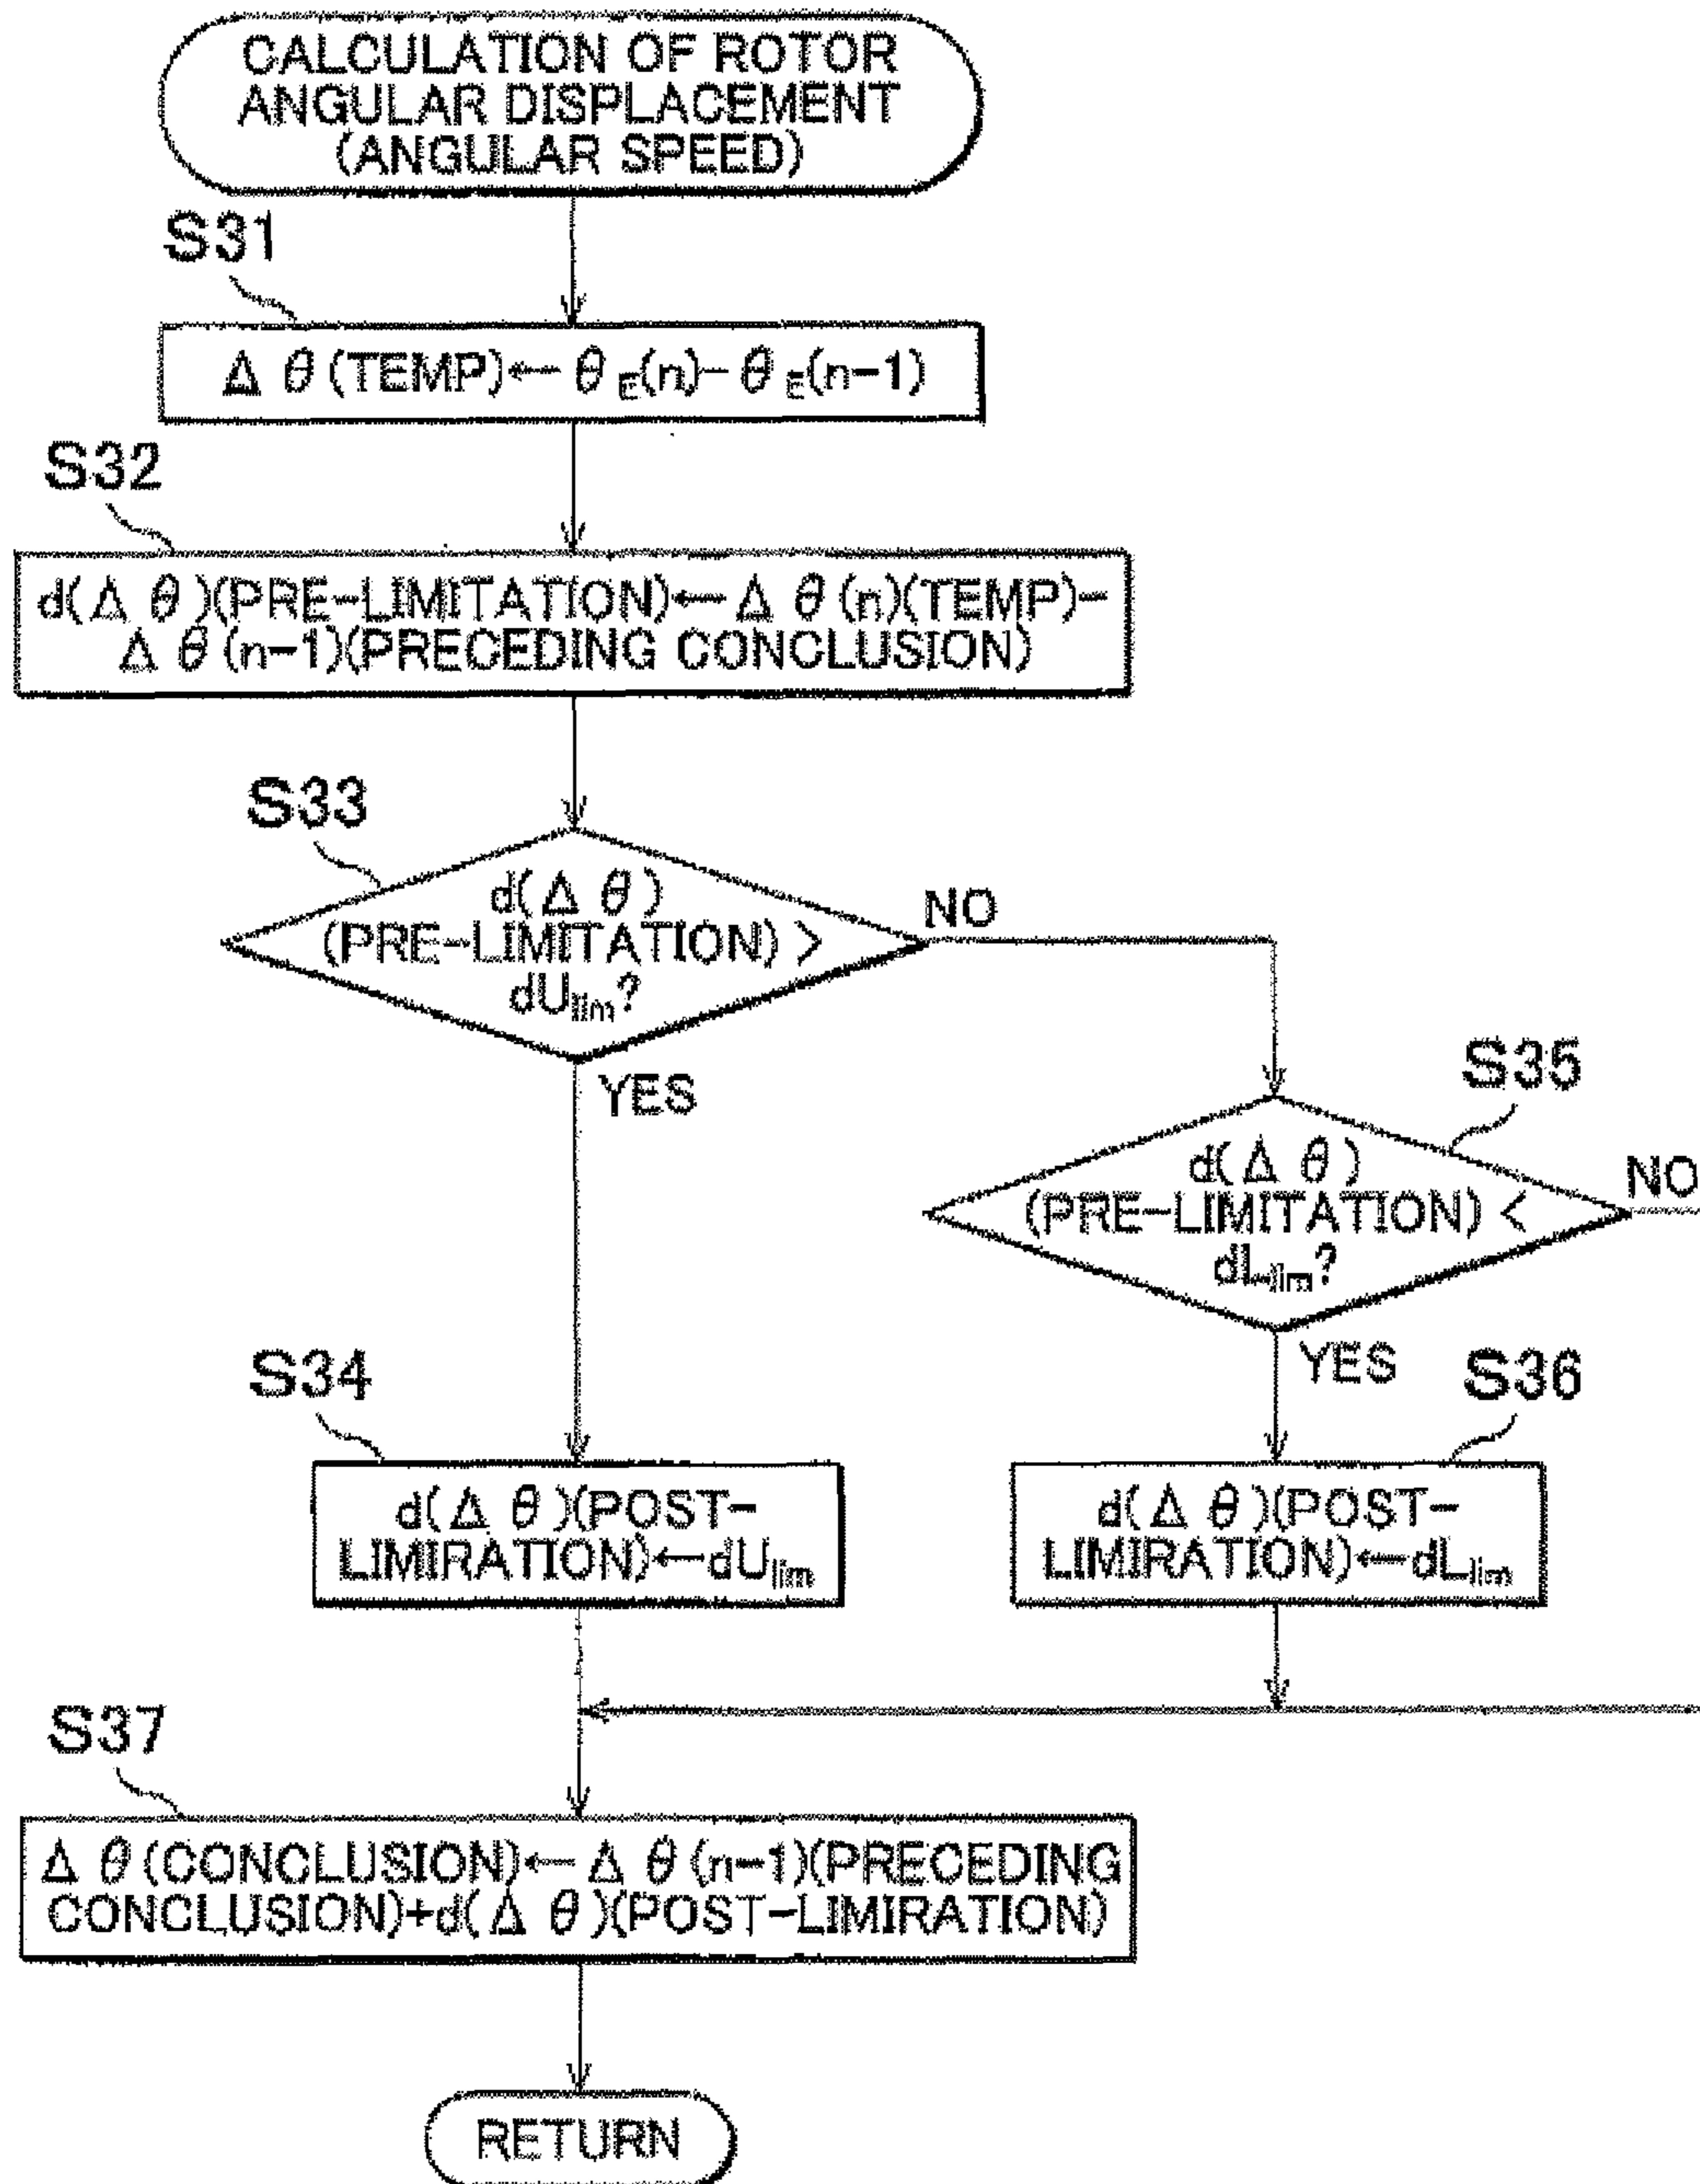 CALCULATION OF ROTOR
ANGULAR DISPLACEMENT
(ANGULAR SPEED)
S31
Δ θ (TEMP)← θ E(n)− θ E(n−1)
S32
d(Δ θ )(PRE−LIMITATION)← Δ θ (n)(TEMP)−
Δ θ (n−1)(PRECEDING CONCLUSION)
S33
d(Δ θ )
(PRE−LIMITATION) >
dUlim?
NO
YES
S35
d(Δ θ )
(PRE−LIMITATION) <
dLlim?
NO
YES
S34
d(Δ θ )(POST−
LIMIRATION)←dUlim
S36
d(Δ θ )(POST−
LIMIRATION)←dLlim
S37
Δ θ (CONCLUSION)← Δ θ (n−1)(PRECEDING
CONCLUSION)+d(Δ θ )(POST−LIMIRATION)
RETURN